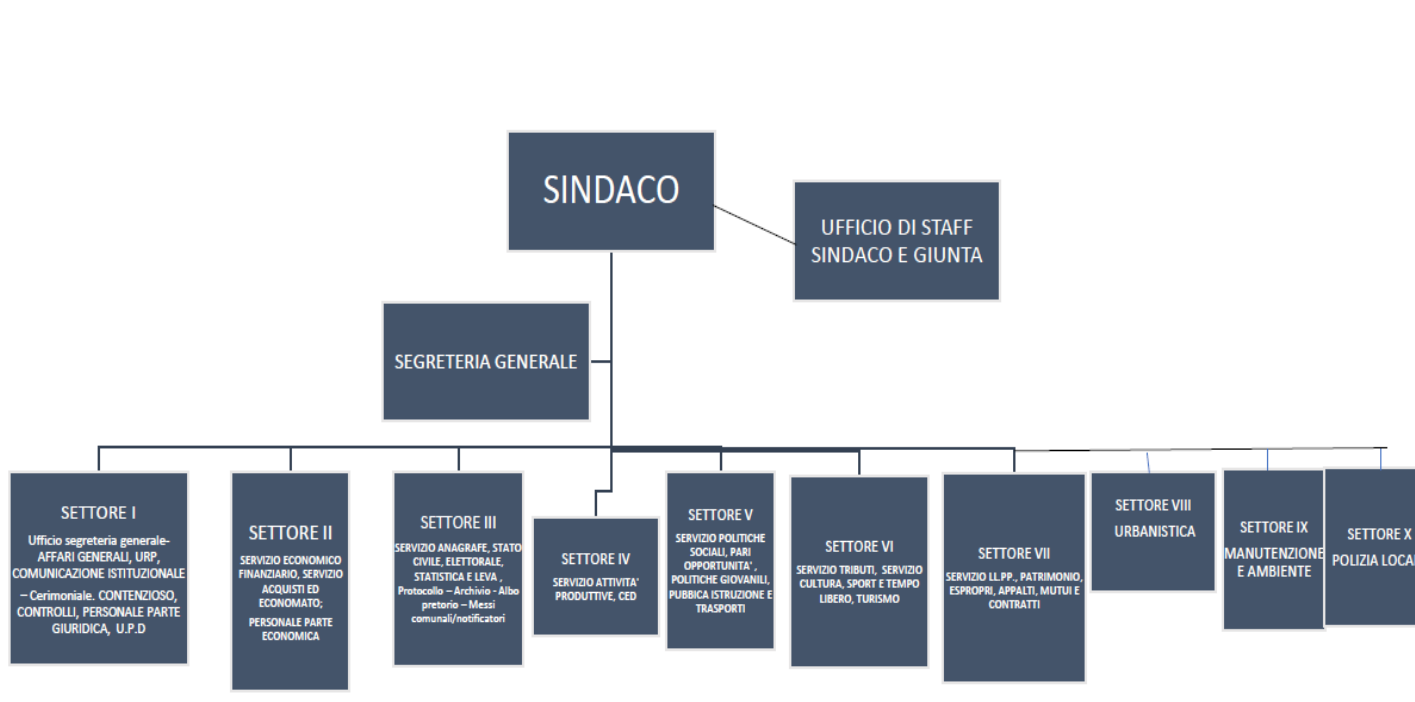 SINDACO
UFFICIO DI STAFF
SINDACO E GIUNTA
SEGRETERIA GENERALE
SETTORE I
Ufficio segreteria generale-
AFFARI GENERALI, URP,
COMUNICAZIONE ISTITUZIONALE
– Cerimoniale. CONTENZIOSO,
CONTROLLI, PERSONALE PARTE
GIURIDICA, U.P.D
SETTORE II
SERVIZIO ECONOMICO
FINANZIARIO, SERVIZIO
ACQUISTI ED
ECONOMATO;
PERSONALE PARTE
ECONOMICA
SETTORE III
SERVIZIO ANAGRAFE, STATO
CIVILE, ELETTORALE,
STATISTICA E LEVA ,
Protocollo – Archivio - Albo
pretorio – Messi
comunali/notificatori
SETTORE IV
SERVIZIO ATTIVITA'
PRODUTTIVE, CED
SETTORE V
SERVIZIO POLITICHE
SOCIALI, PARI
OPPORTUNITA' ,
POLITICHE GIOVANILI,
PUBBICA ISTRUZIONE E
TRASPORTI
SETTORE VI
SERVIZIO TRIBUTI, SERVIZIO
CULTURA, SPORT E TEMPO
LIBERO, TURISMO
SETTORE VII
SERVIZIO LL.PP., PATRIMONIO,
ESPROPRI, APPALTI, MUTUI E
CONTRATTI
SETTORE VIII
URBANISTICA
SETTORE IX
MANUTENZIONE
E AMBIENTE
SETTORE X
POLIZIA LOCA